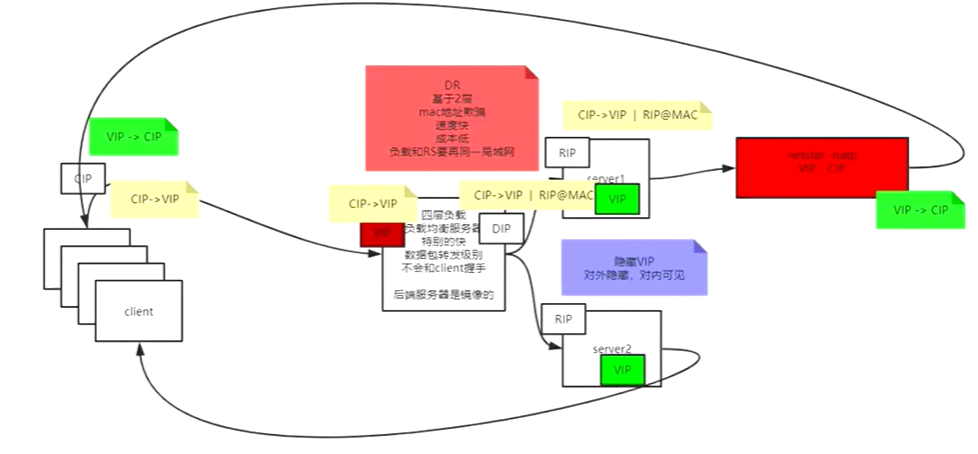 DR
基于2层
mac地址欺骗
速度快
成本低
负载和RS要再同一局域网
CIP->VIP | RIP@MAC
VIP -> CIP
RIP
netstat -natp
VIP CIP
CIP
server1
CIP->VIP
CIP->VIP
CIP->VIP | RIP@MAC
VIP
VIP -> CIP
VIP
四层负载
负载均衡服务器
特别的快
数据包转发级别
不会和client握手
后端服务器是镜像的
DIP
隐藏VIP
对外隐藏，对内可见
client
RIP
server2
VIP